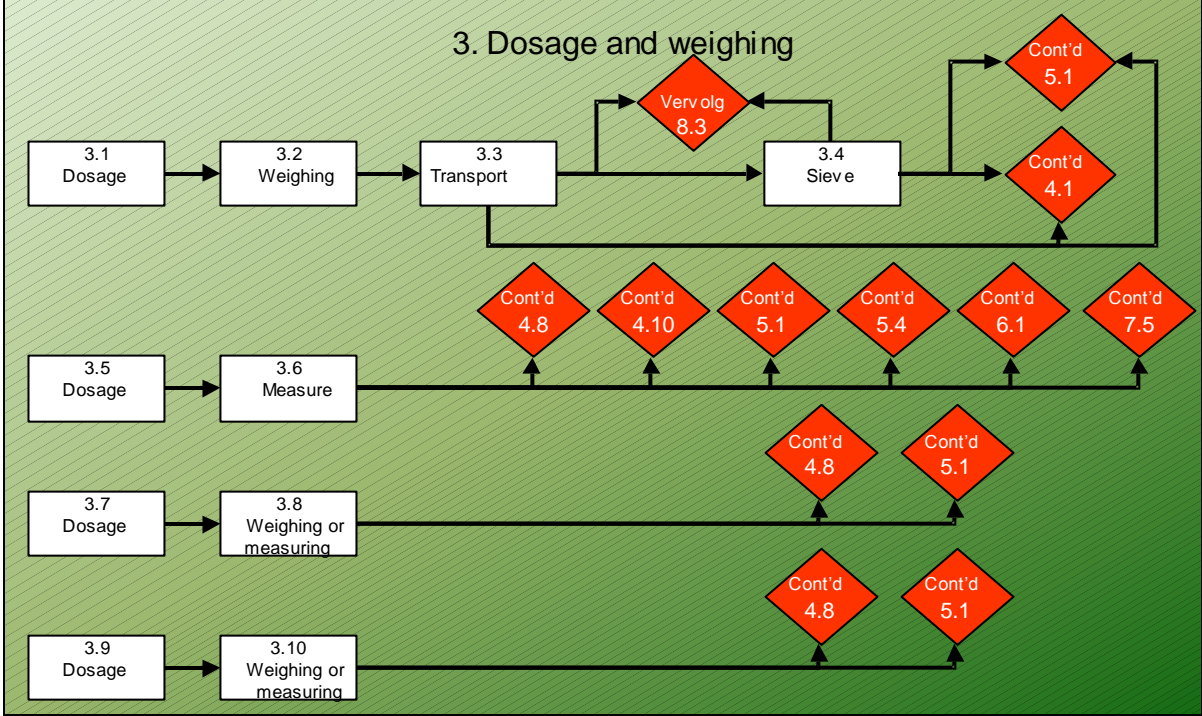 3. Dosage and weighing
Cont'd
5.1
Vervolg
8.3
3.1
Dosage
3.2
Weighing
3.3
Transport
3.4
Sieve
Cont'd
4.1
Cont'd
4.8
Cont'd
4.10
Cont'd
5.1
Cont'd
5.4
Cont'd
6.1
Cont'd
7.5
3.5
Dosage
3.6
Measure
Cont'd
4.8
Cont'd
5.1
3.7
Dosage
3.8
Weighing or
measuring
Cont'd
4.8
Cont'd
5.1
3.9
Dosage
3.10
Weighing or
measuring